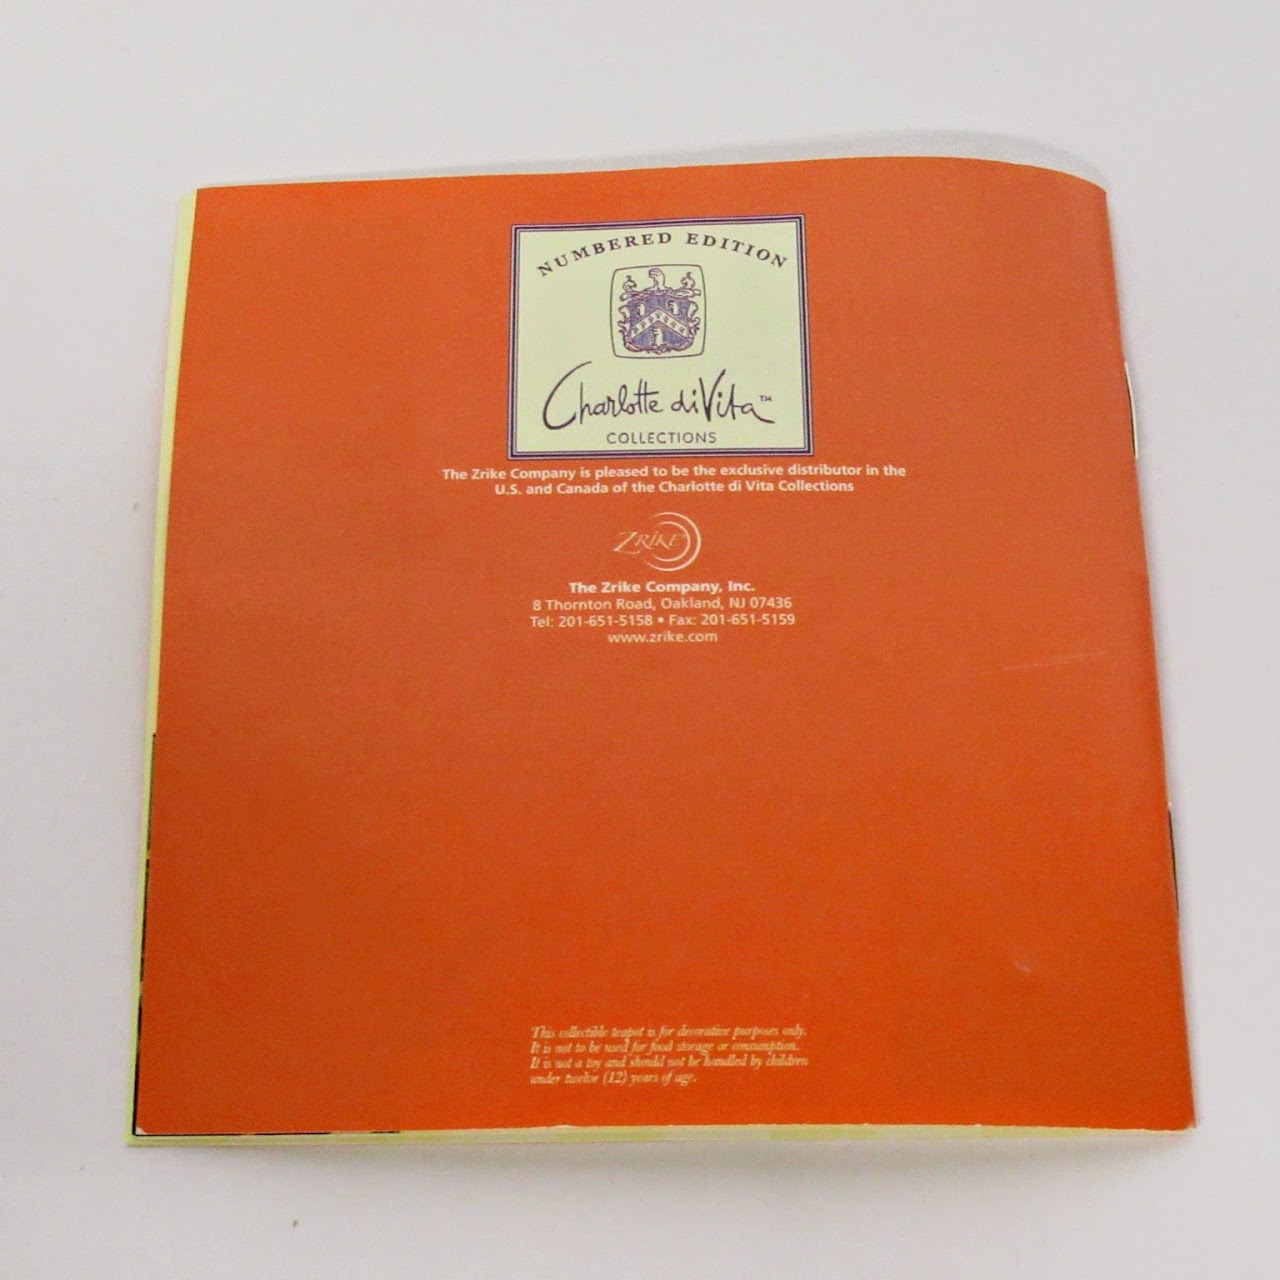 NUMBERED EDITION
Charlotte di Vita™
COLLECTIONS
The Zrike Company is pleased to be the exclusive distributor in the
U.S. and Canada of the Charlotte di Vita Collections
ZRIKE
The Zrike Company, Inc.
8 Thornton Road, Oakland, NJ 07436
Tel: 201-651-5158 • Fax: 201-651-5159
www.zrike.com
This collectible teapot is for decorative purposes only.
It is not to be used for food storage or consumption.
It is not a toy and should not be handled by children
under twelve (12) years of age.